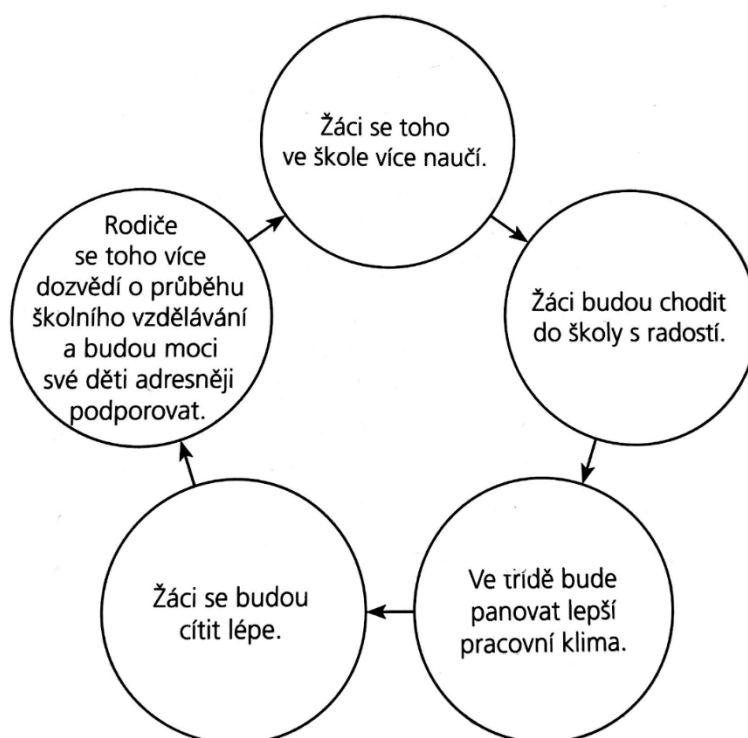 Žáci se toho
ve škole více naučí.
Žáci budou chodit
do školy s radostí.
Ve třídě bude
panovat lepší
pracovní klima.
Žáci se budou
cítit lépe.
Rodiče
se toho více
dozvědí o průběhu
školního vzdělávání
a budou moci
své děti adresněji
podporovat.